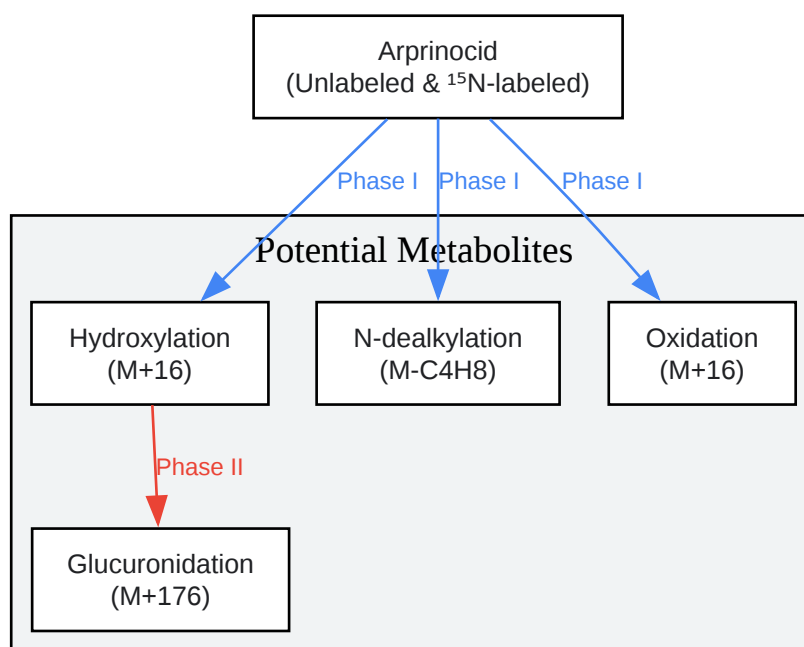 Arprinocid
(Unlabeled & ¹⁵N-labeled)
Phase I
Phase I
Phase I
Potential Metabolites
Hydroxylation
(M+16)
N-dealkylation
(M-C4H8)
Oxidation
(M+16)
Phase II
Glucuronidation
(M+176)